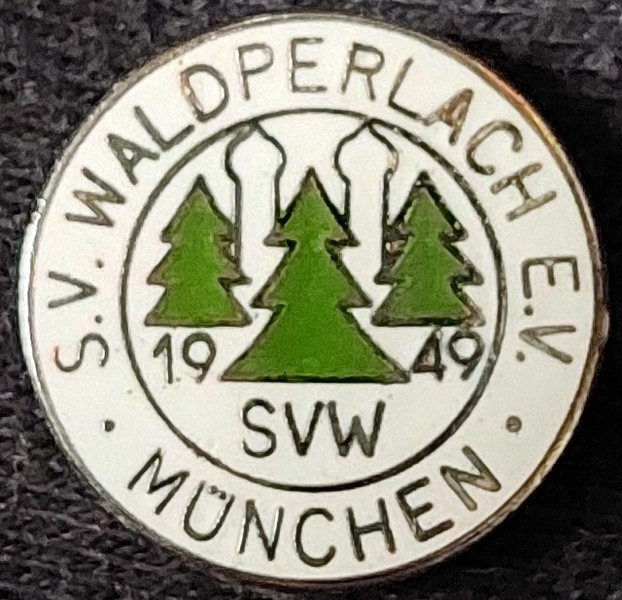 S.V. WALDPERLACH E.V.
19 49
SVW
· MÜNCHEN ·